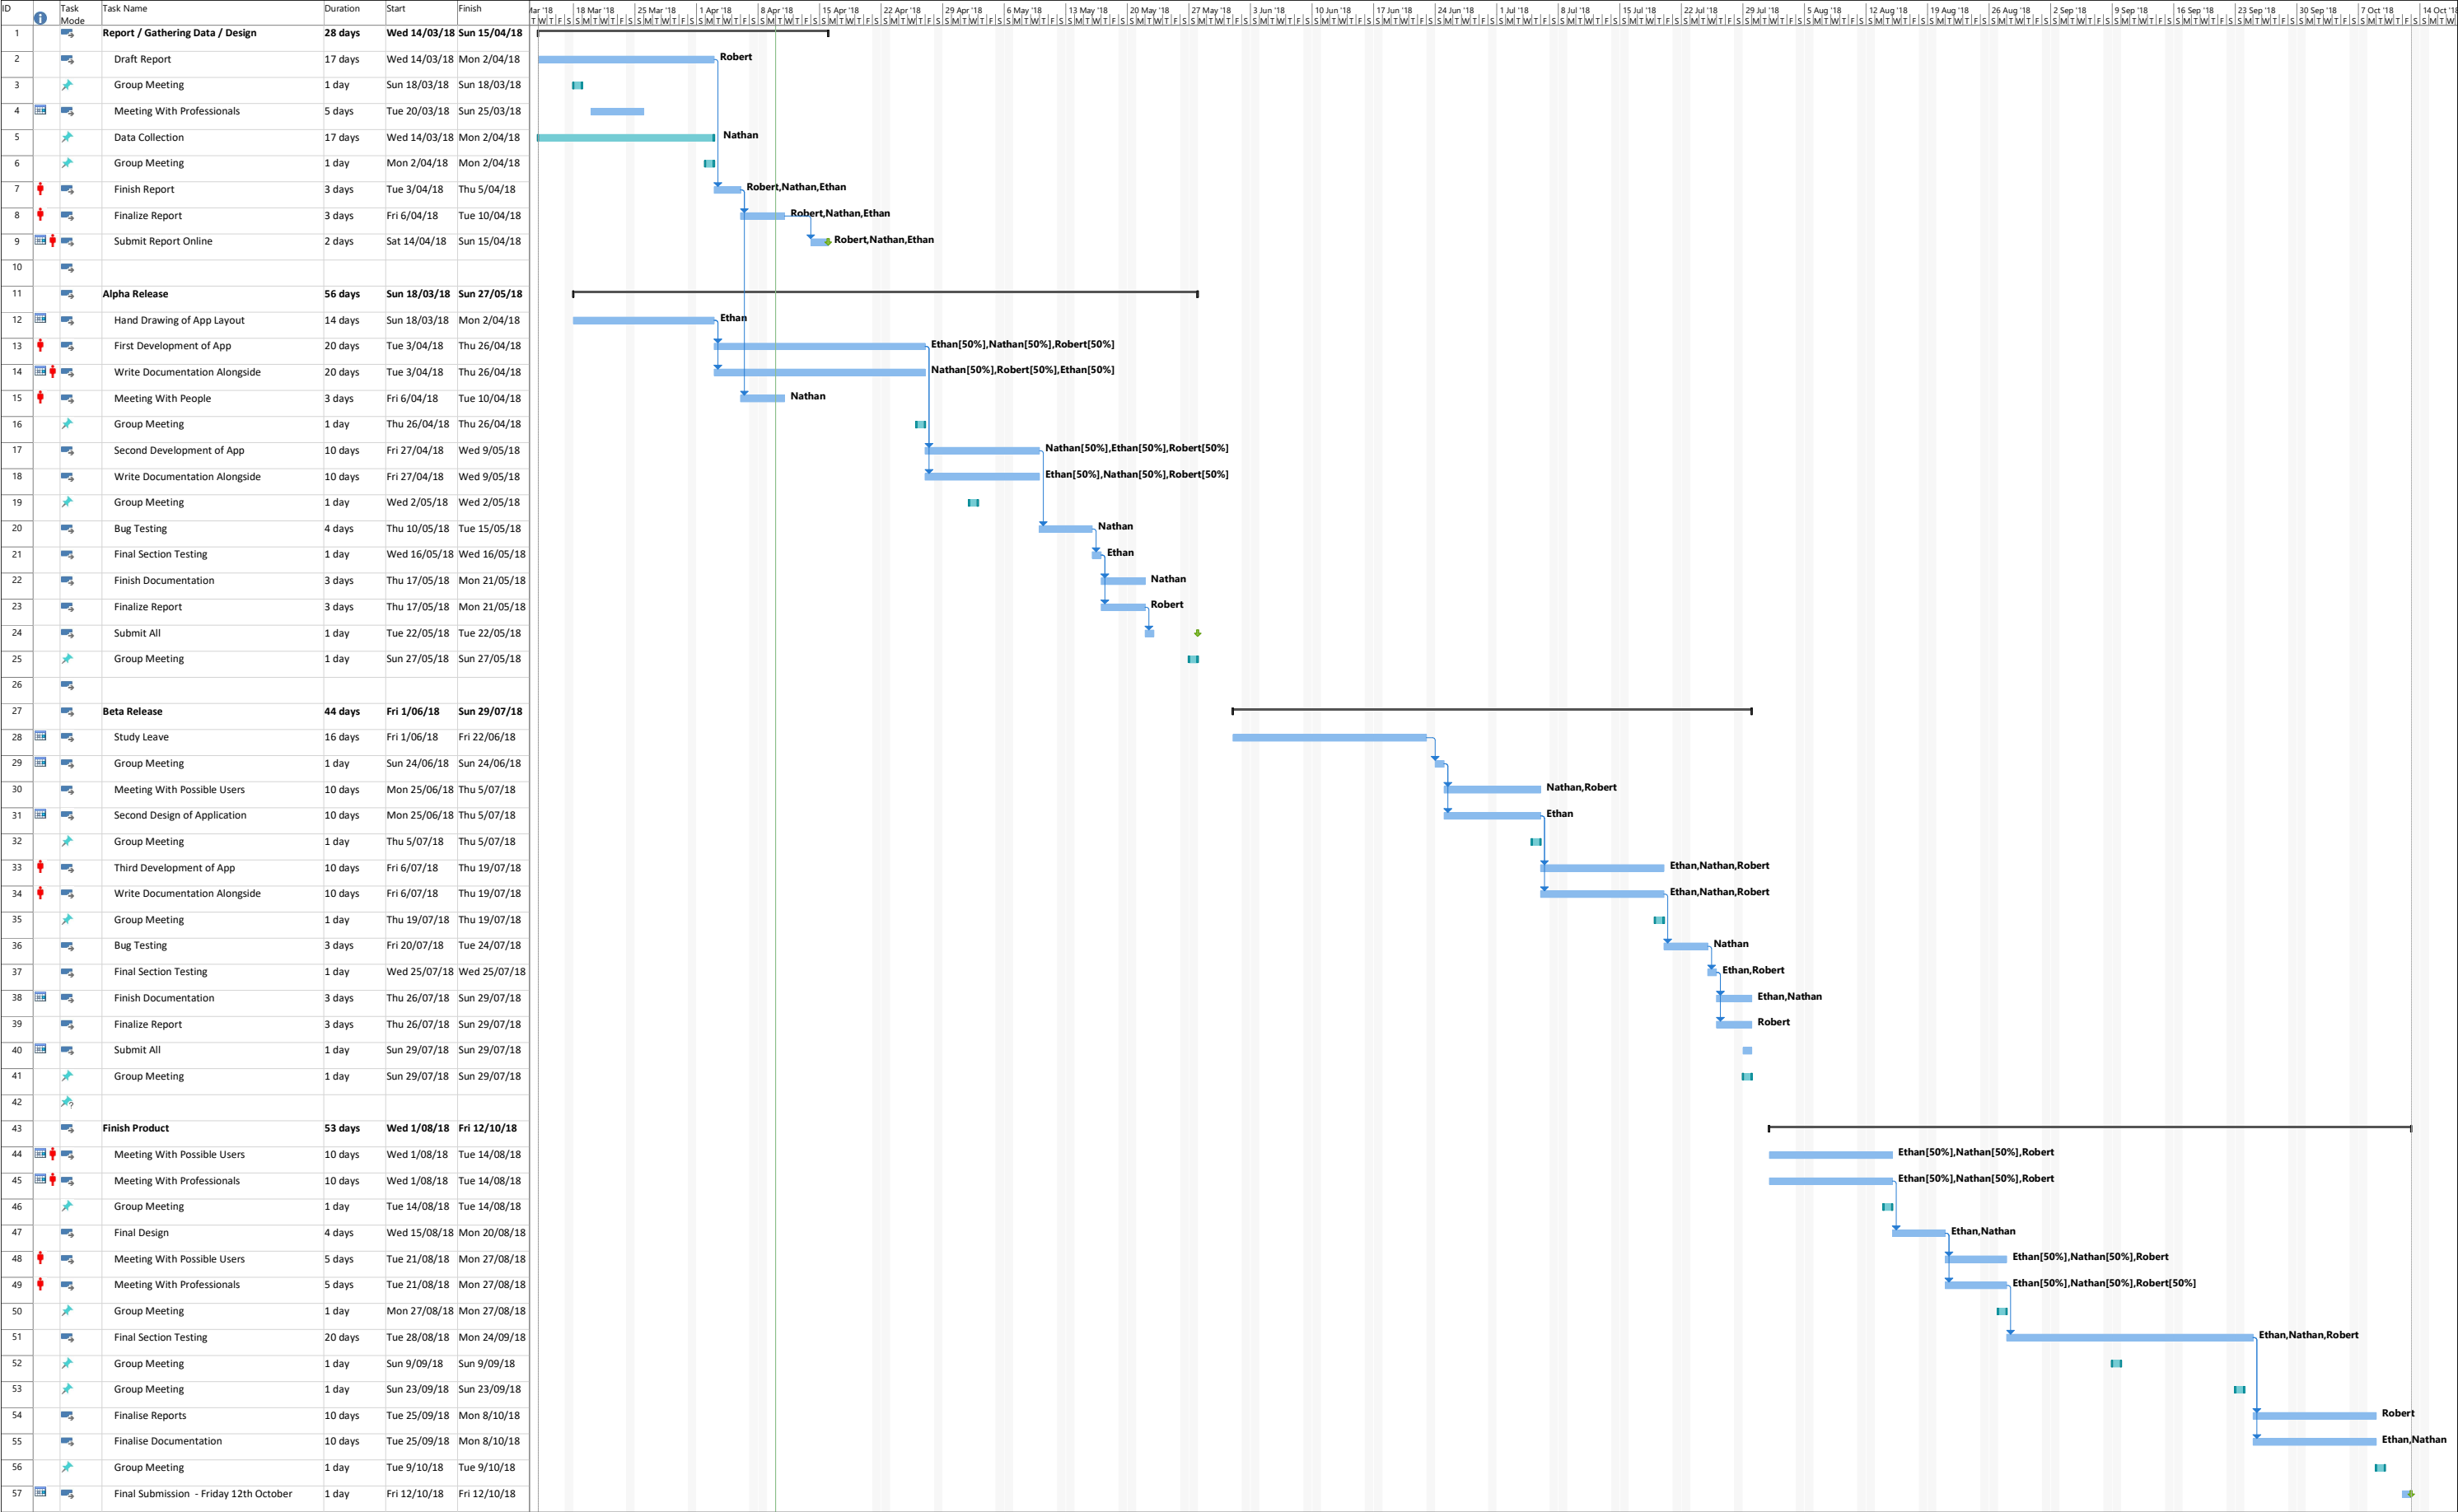 ID Task Mode Task Name Duration Start Finish
Mar '18 18 Mar '18 25 Mar '18 1 Apr '18 8 Apr '18 15 Apr '18 22 Apr '18 29 Apr '18 6 May '18 13 May '18 20 May '18 27 May '18 3 Jun '18 10 Jun '18 17 Jun '18 24 Jun '18 1 Jul '18 8 Jul '18 15 Jul '18 22 Jul '18 29 Jul '18 5 Aug '18 12 Aug '18 19 Aug '18 26 Aug '18 2 Sep '18 9 Sep '18 16 Sep '18 23 Sep '18 30 Sep '18 7 Oct '18 14 Oct '18
1 Report / Gathering Data / Design 28 days Wed 14/03/18 Sun 15/04/18
2 Draft Report 17 days Wed 14/03/18 Mon 2/04/18 Robert
3 Group Meeting 1 day Sun 18/03/18 Sun 18/03/18
4 Meeting With Professionals 5 days Tue 20/03/18 Sun 25/03/18
5 Data Collection 17 days Wed 14/03/18 Mon 2/04/18 Nathan
6 Group Meeting 1 day Mon 2/04/18 Mon 2/04/18
7 Finish Report 3 days Tue 3/04/18 Thu 5/04/18 Robert,Nathan,Ethan
8 Finalize Report 3 days Fri 6/04/18 Tue 10/04/18 Robert,Nathan,Ethan
9 Submit Report Online 2 days Sat 14/04/18 Sun 15/04/18 Robert,Nathan,Ethan
10
11 Alpha Release 56 days Sun 18/03/18 Sun 27/05/18
12 Hand Drawing of App Layout 14 days Sun 18/03/18 Mon 2/04/18 Ethan
13 First Development of App 20 days Tue 3/04/18 Thu 26/04/18 Ethan[50%],Nathan[50%],Robert[50%]
14 Write Documentation Alongside 20 days Tue 3/04/18 Thu 26/04/18 Nathan[50%],Robert[50%],Ethan[50%]
15 Meeting With People 3 days Fri 6/04/18 Tue 10/04/18 Nathan
16 Group Meeting 1 day Thu 26/04/18 Thu 26/04/18
17 Second Development of App 10 days Fri 27/04/18 Wed 9/05/18 Nathan[50%],Ethan[50%],Robert[50%]
18 Write Documentation Alongside 10 days Fri 27/04/18 Wed 9/05/18 Ethan[50%],Nathan[50%],Robert[50%]
19 Group Meeting 1 day Wed 2/05/18 Wed 2/05/18
20 Bug Testing 4 days Thu 10/05/18 Tue 15/05/18 Nathan
21 Final Section Testing 1 day Wed 16/05/18 Wed 16/05/18 Ethan
22 Finish Documentation 3 days Thu 17/05/18 Mon 21/05/18 Nathan
23 Finalize Report 3 days Thu 17/05/18 Mon 21/05/18 Robert
24 Submit All 1 day Tue 22/05/18 Tue 22/05/18
25 Group Meeting 1 day Sun 27/05/18 Sun 27/05/18
26
27 Beta Release 44 days Fri 1/06/18 Sun 29/07/18
28 Study Leave 16 days Fri 1/06/18 Fri 22/06/18
29 Group Meeting 1 day Sun 24/06/18 Sun 24/06/18
30 Meeting With Possible Users 10 days Mon 25/06/18 Thu 5/07/18 Nathan,Robert
31 Second Design of Application 10 days Mon 25/06/18 Thu 5/07/18 Ethan
32 Group Meeting 1 day Thu 5/07/18 Thu 5/07/18
33 Third Development of App 10 days Fri 6/07/18 Thu 19/07/18 Ethan,Nathan,Robert
34 Write Documentation Alongside 10 days Fri 6/07/18 Thu 19/07/18 Ethan,Nathan,Robert
35 Group Meeting 1 day Thu 19/07/18 Thu 19/07/18
36 Bug Testing 3 days Fri 20/07/18 Tue 24/07/18 Nathan
37 Final Section Testing 1 day Wed 25/07/18 Wed 25/07/18 Ethan,Robert
38 Finish Documentation 3 days Thu 26/07/18 Sun 29/07/18 Ethan,Nathan
39 Finalize Report 3 days Thu 26/07/18 Sun 29/07/18 Robert
40 Submit All 1 day Sun 29/07/18 Sun 29/07/18
41 Group Meeting 1 day Sun 29/07/18 Sun 29/07/18
42 ?
43 Finish Product 53 days Wed 1/08/18 Fri 12/10/18
44 Meeting With Possible Users 10 days Wed 1/08/18 Tue 14/08/18 Ethan[50%],Nathan[50%],Robert
45 Meeting With Professionals 10 days Wed 1/08/18 Tue 14/08/18 Ethan[50%],Nathan[50%],Robert
46 Group Meeting 1 day Tue 14/08/18 Tue 14/08/18
47 Final Design 4 days Wed 15/08/18 Mon 20/08/18 Ethan,Nathan
48 Meeting With Possible Users 5 days Tue 21/08/18 Mon 27/08/18 Ethan[50%],Nathan[50%],Robert
49 Meeting With Professionals 5 days Tue 21/08/18 Mon 27/08/18 Ethan[50%],Nathan[50%],Robert[50%]
50 Group Meeting 1 day Mon 27/08/18 Mon 27/08/18
51 Final Section Testing 20 days Tue 28/08/18 Mon 24/09/18 Ethan,Nathan,Robert
52 Group Meeting 1 day Sun 9/09/18 Sun 9/09/18
53 Group Meeting 1 day Sun 23/09/18 Sun 23/09/18
54 Finalise Reports 10 days Tue 25/09/18 Mon 8/10/18 Robert
55 Finalise Documentation 10 days Tue 25/09/18 Mon 8/10/18 Ethan,Nathan
56 Group Meeting 1 day Tue 9/10/18 Tue 9/10/18
57 Final Submission - Friday 12th October 1 day Fri 12/10/18 Fri 12/10/18